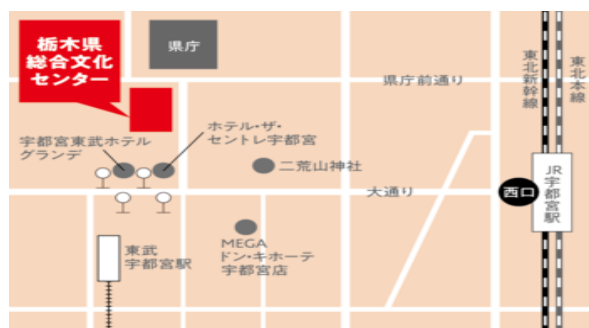 栃木県
総合文化
センター
県庁
県庁前通り
東北新幹線
東北本線
宇都宮東武ホテル
グランデ
ホテル・ザ・
セントレ宇都宮
二荒山神社
大通り
西口
JR宇都宮駅
東武
宇都宮駅
MEGA
ドン・キホーテ
宇都宮店